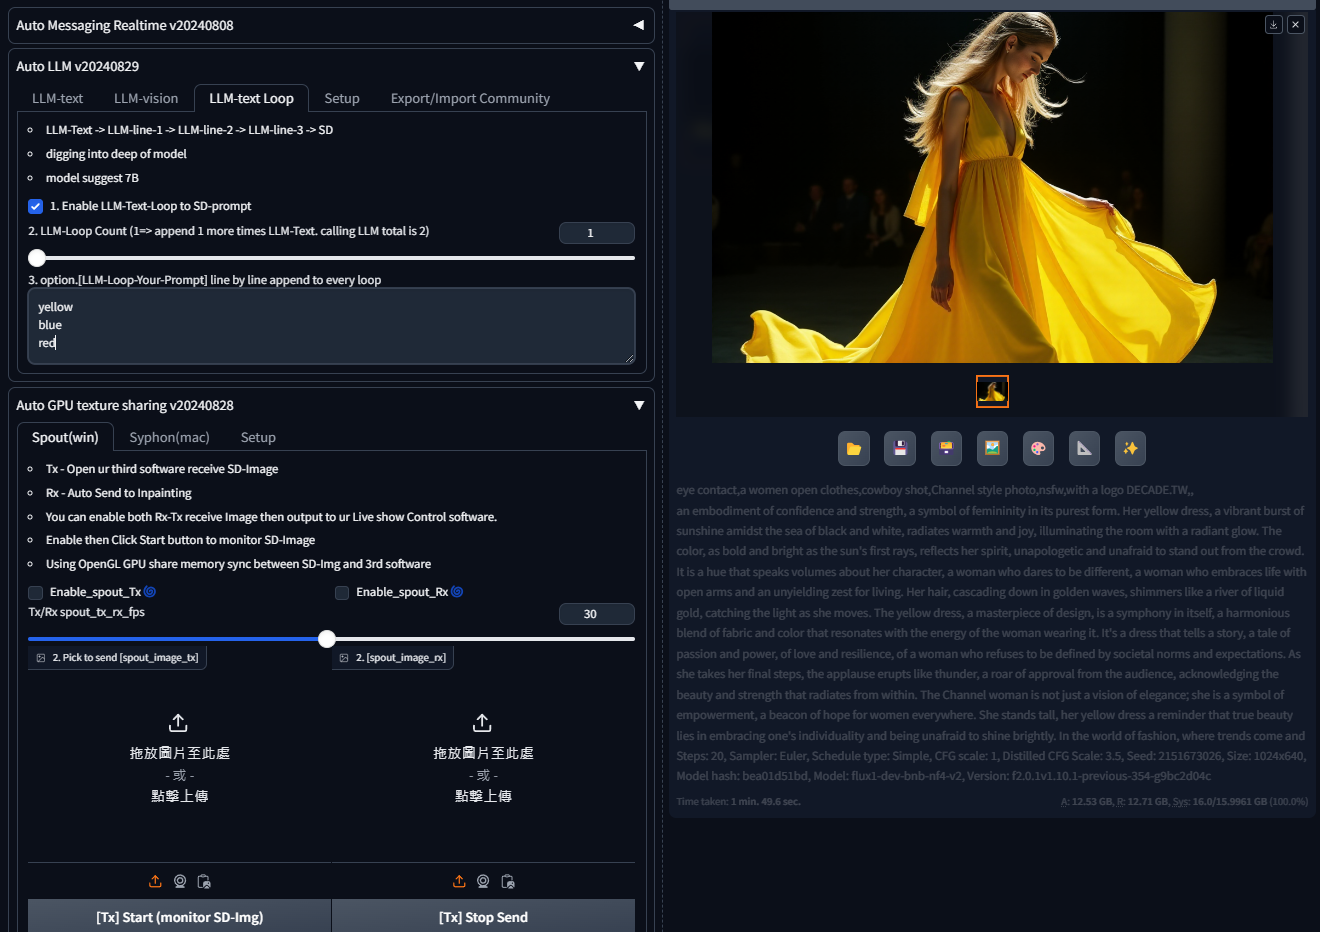 Auto Messaging Realtime v20240808
Auto LLM v20240829
LLM-text
LLM-vision
LLM-text Loop
Setup
Export/Import Community
LLM-Text -> LLM-line-1 -> LLM-line-2 -> LLM-line-3 -> SD
digging into deep of model
model suggest 7B
1. Enable LLM-Text-Loop to SD-prompt
2. LLM-Loop Count (1=> append 1 more times LLM-Text. calling LLM total is 2)
1
3. option.[LLM-Loop-Your-Prompt] line by line append to every loop
yellow
blue
red
Auto GPU texture sharing v20240828
Spout(win)
Syphon(mac)
Setup
Tx - Open ur third software receive SD-Image
Rx - Auto Send to Inpainting
You can enable both Rx-Tx receive Image then output to ur Live show Control software.
Enable then Click Start button to monitor SD-Image
Using OpenGL GPU share memory sync between SD-Img and 3rd software
Enable_spout_Tx
Enable_spout_Rx
Tx/Rx spout_tx_rx_fps
30
2. Pick to send [spout_image_tx]
2. [spout_image_rx]
拖放圖片至此處
- 或 -
點擊上傳
拖放圖片至此處
- 或 -
點擊上傳
[Tx] Start (monitor SD-Img)
[Tx] Stop Send
eye contact,a women open clothes,cowboy shot,Channel style photo,nsfw,with a logo DECADE.TW,,
an embodiment of confidence and strength, a symbol of femininity in its purest form. Her yellow dress, a vibrant burst of
sunshine amidst the sea of black and white, radiates warmth and joy, illuminating the room with a radiant glow. The
color, as bold and bright as the sun's first rays, reflects her spirit, unapologetic and unafraid to stand out from the crowd.
It is a hue that speaks volumes about her character, a woman who dares to be different, a woman who embraces life with
open arms and an unyielding zest for living. Her hair, cascading down in golden waves, shimmers like a river of liquid
gold, catching the light as she moves. The yellow dress, a masterpiece of design, is a symphony in itself, a harmonious
blend of fabric and color that resonates with the energy of the woman wearing it. It's a dress that tells a story, a tale of
passion and power, of love and resilience, of a woman who refuses to be defined by societal norms and expectations. As
she takes her final steps, the applause erupts like thunder, a roar of approval from the audience, acknowledging the
beauty and strength that radiates from within. The Channel woman is not just a vision of elegance; she is a symbol of
empowerment, a beacon of hope for women everywhere. She stands tall, her yellow dress a reminder that true beauty
lies in embracing one's individuality and being unafraid to shine brightly. In the world of fashion, where trends come and
Steps: 20, Sampler: Euler, Schedule type: Simple, CFG scale: 1, Distilled CFG Scale: 3.5, Seed: 2151673026, Size: 1024x640,
Model hash: bea01d51bd, Model: flux1-dev-bnb-nf4-v2, Version: f2.0.1v1.10.1-previous-354-g9bc2d04c
Time taken: 1 min. 49.6 sec.
A: 12.53 GB, R: 12.71 GB, Sys: 16.0/15.9961 GB (100.0%)